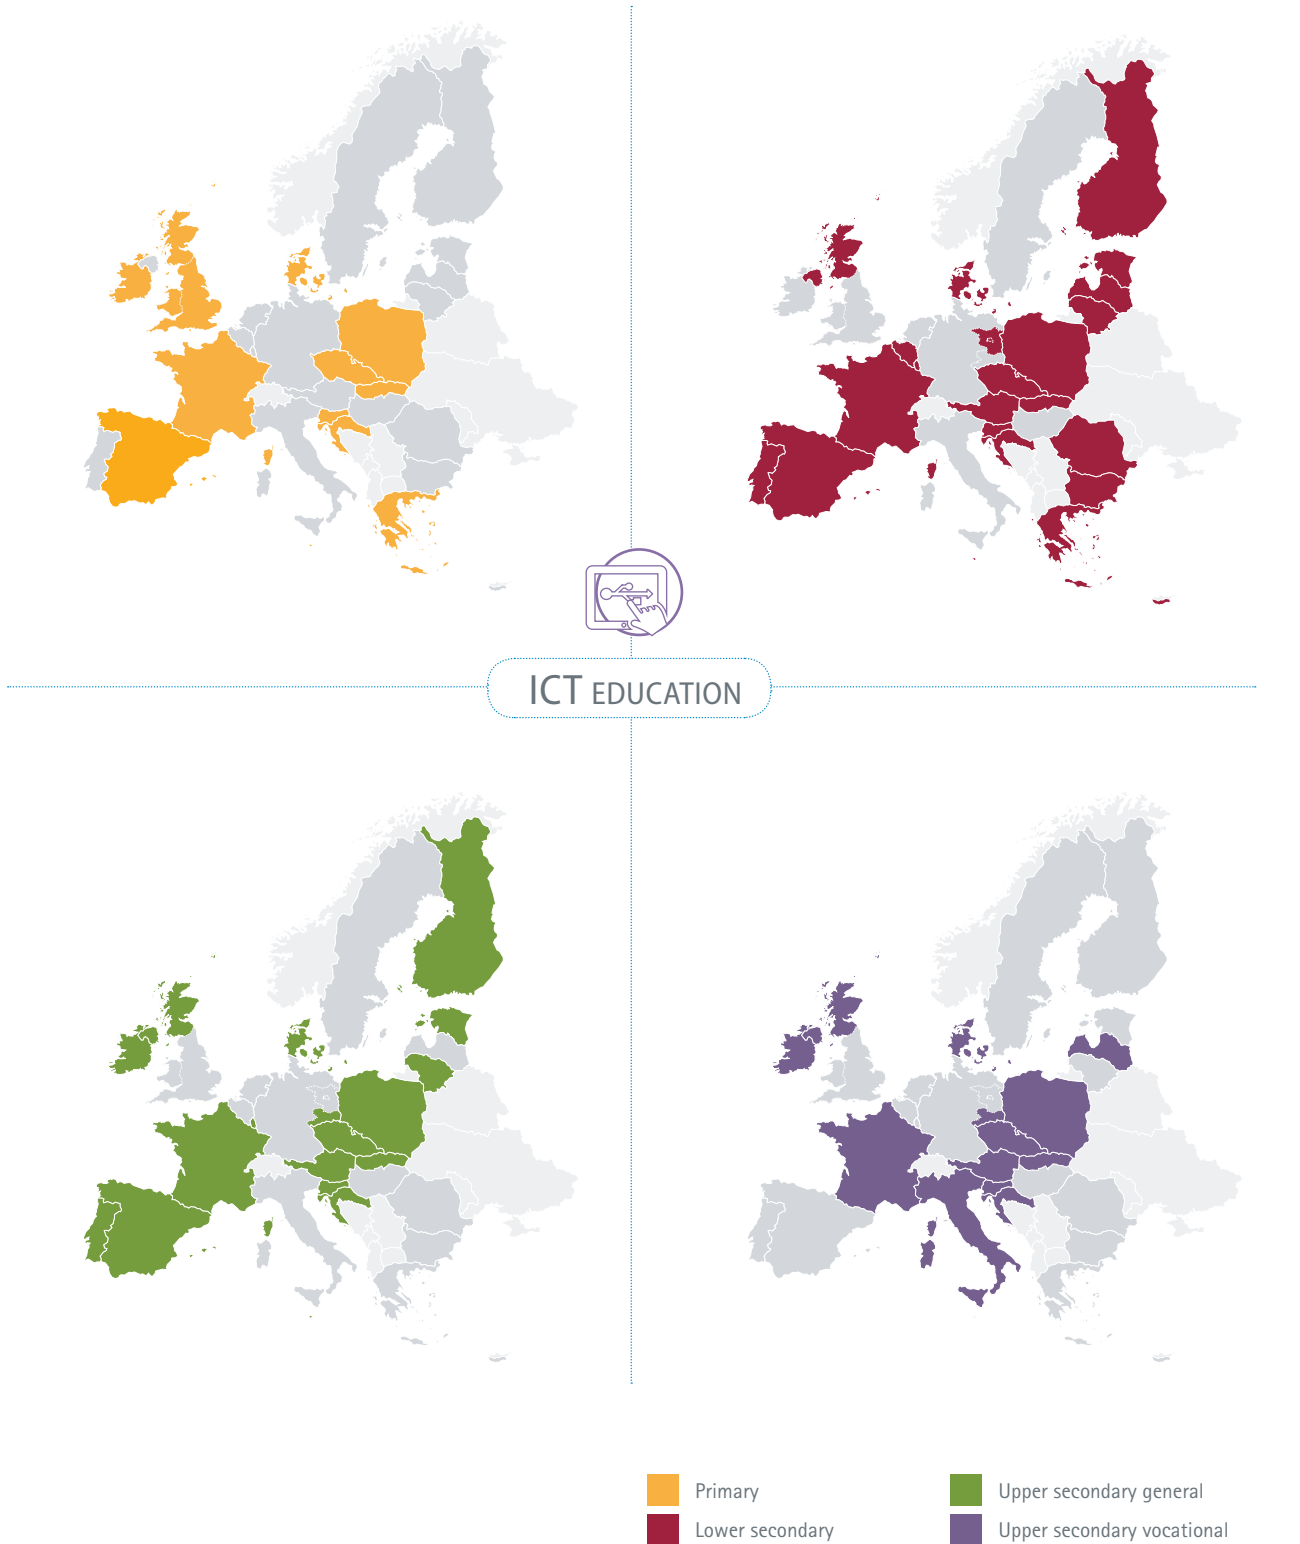 ICT EDUCATION
Primary
Lower secondary
Upper secondary general
Upper secondary vocational